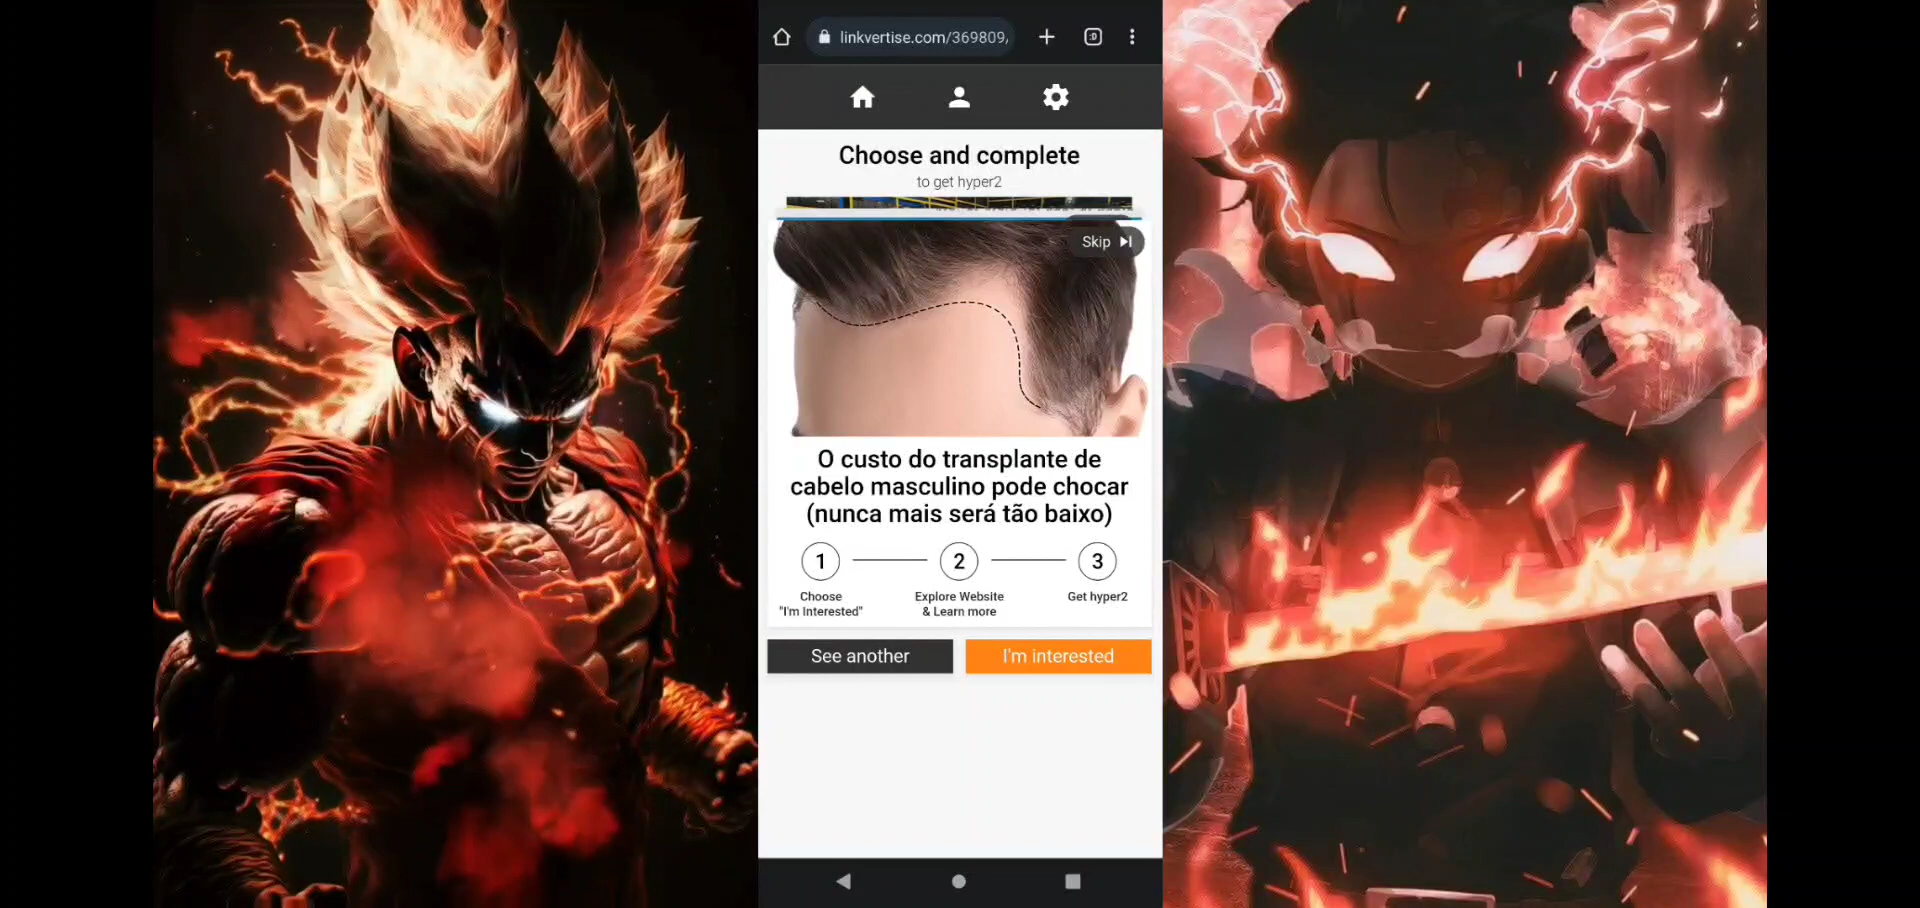 linkvertise.com/369809,
:D
Choose and complete
to get hyper2
Skip
O custo do transplante de
cabelo masculino pode chocar
(nunca mais será tão baixo)
1
2
3
Choose
"I'm Interested"
Explore Website
& Learn more
Get hyper2
See another
I'm interested